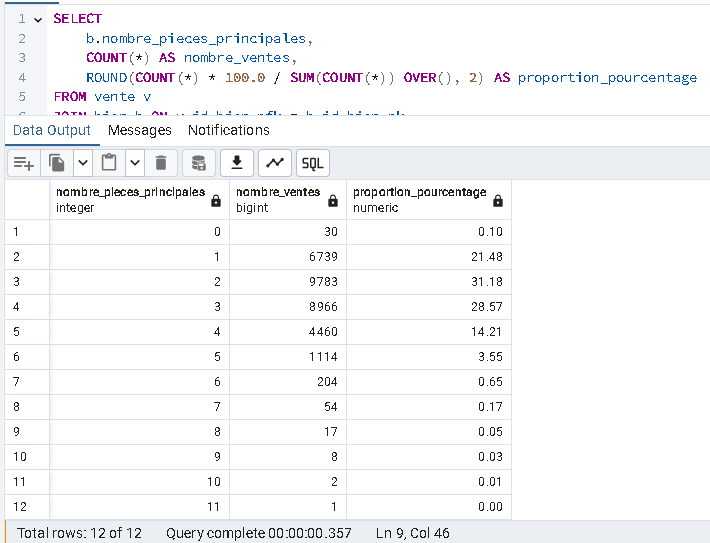 1 SELECT
2 b.nombre_pieces_principales,
3 COUNT(*) AS nombre_ventes,
4 ROUND(COUNT(*) * 100.0 / SUM(COUNT(*)) OVER(), 2) AS proportion_pourcentage
5 FROM vente v
Data Output Messages Notifications
SQL
nombre_pieces_principales nombre_ventes proportion_pourcentage
integer bigint numeric
1 0 30 0.10
2 1 6739 21.48
3 2 9783 31.18
4 3 8966 28.57
5 4 4460 14.21
6 5 1114 3.55
7 6 204 0.65
8 7 54 0.17
9 8 17 0.05
10 9 8 0.03
11 10 2 0.01
12 11 1 0.00
Total rows: 12 of 12 Query complete 00:00:00.357 Ln 9, Col 46